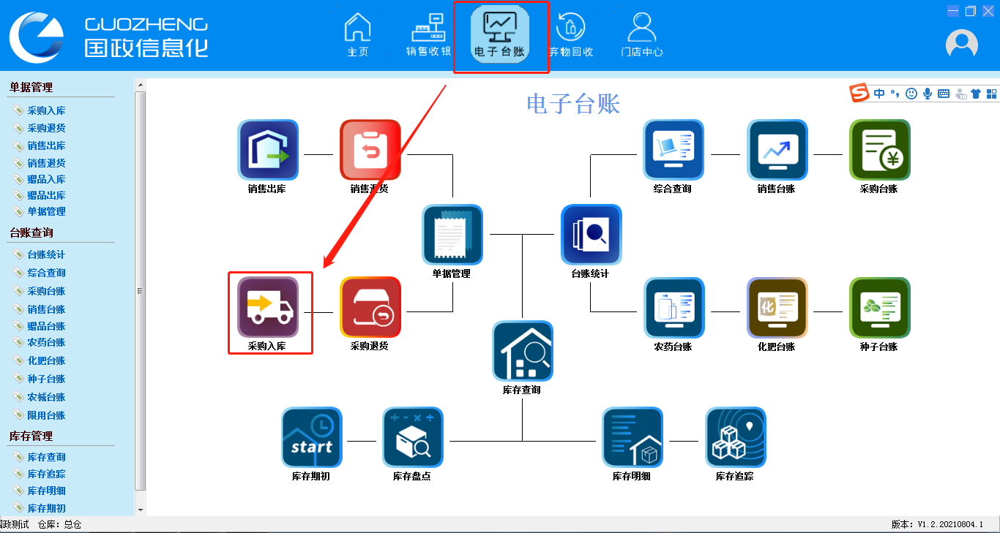 GUOZHENG
国政信息化
主页
销售收银
电子台账
弃物回收
门店中心
单据管理
采购入库
采购退货
销售出库
销售退货
赠品入库
赠品出库
单据管理
台账查询
台账统计
综合查询
采购台账
销售台账
赠品台账
农药台账
化肥台账
种子台账
农械台账
限用台账
库存管理
库存查询
库存追踪
库存明细
库存期初
电子台账
中
销售出库
销售退货
综合查询
销售台账
¥
采购台账
单据管理
台账统计
采购入库
采购退货
农药台账
化
化肥台账
种子台账
库存查询
start
库存期初
库存盘点
库存明细
库存追踪
国政测试 仓库: 总仓
版本: V1.2.20210804.1